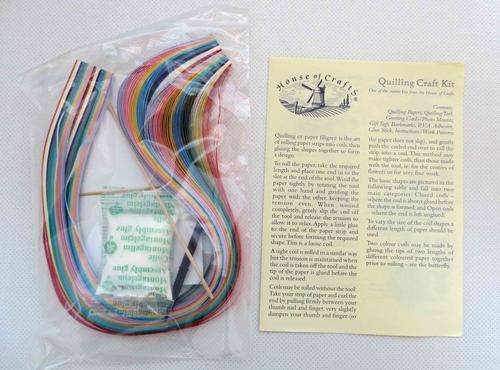 House of Crafts
Quilling Craft Kit
One of the starter kits from the House of Crafts
Contents:
Quilling Papers, Quilling Tool,
Greeting Cards/Photo Mounts,
Gift Tags, Bookmarks, P.V.A Adhesive,
Glue Stick, Instructions / Work Patterns
Quilling or paper filigree is the art
of rolling paper strips into coils, then
gluing the shapes together to form
a design.
To roll the paper, take the required
length and place one end in to the
slot at the end of the tool. Wind the
paper tightly by rotating the tool
with one hand and guiding the
paper with the other, keeping the
tension even. When wound
completely, gently slip the coil off
the tool and release the tension to
allow it to relax. Apply a little glue
to the end of the paper strip and
secure before forming the required
shape. This is a loose coil.
A tight coil is rolled in a similar way
but the tension is maintained when
the coil is taken off the tool and the
tip of the paper is glued before the
coil is released.
Coils may be rolled without the tool:
Take your strip of paper and curl the
end by pulling firmly between your
thumb nail and finger, very slightly
dampen your thumb and finger (so
the paper does not slip), and gently
push the curled end over to roll the
strip into a coil. This method may
make tighter coils, than those made
with the tool, ie. for the centres of
flowers or for very fine work.
The basic shapes are pictured in the
following table and fall into two
main categories: Closed coils where
the coil is glued closed before
the shape is formed; and Open coils
where the end is left unglued.
To vary the size of the coil shapes a
different length of paper should be
used.
Two colour coils may be made by
gluing the tips of two lengths of
different coloured paper together
prior to rolling - see the butterfly.
Colle
Montagelim
Assembly
glue